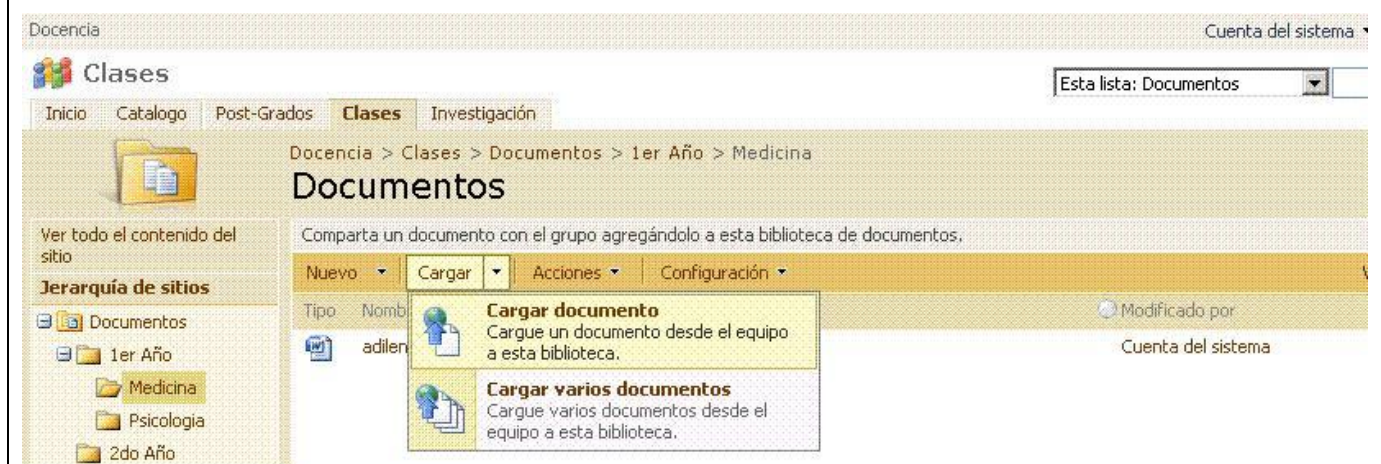 Docencia
Cuenta del sistema
Clases
Esta lista: Documentos
Inicio Catalogo Post-Grados Clases Investigación
Docencia > Clases > Documentos > 1er Año > Medicina
Documentos
Ver todo el contenido del
sitio
Comparta un documento con el grupo agregándolo a esta biblioteca de documentos.
Nuevo Cargar Acciones Configuración
Jerarquía de sitios
Tipo Modificado por
Cargar documento
Cargue un documento desde el equipo
a esta biblioteca.
Cuenta del sistema
Cargar varios documentos
Cargue varios documentos desde el
equipo a esta biblioteca.
Documentos
1er Año
Medicina
Psicologia
2do Año